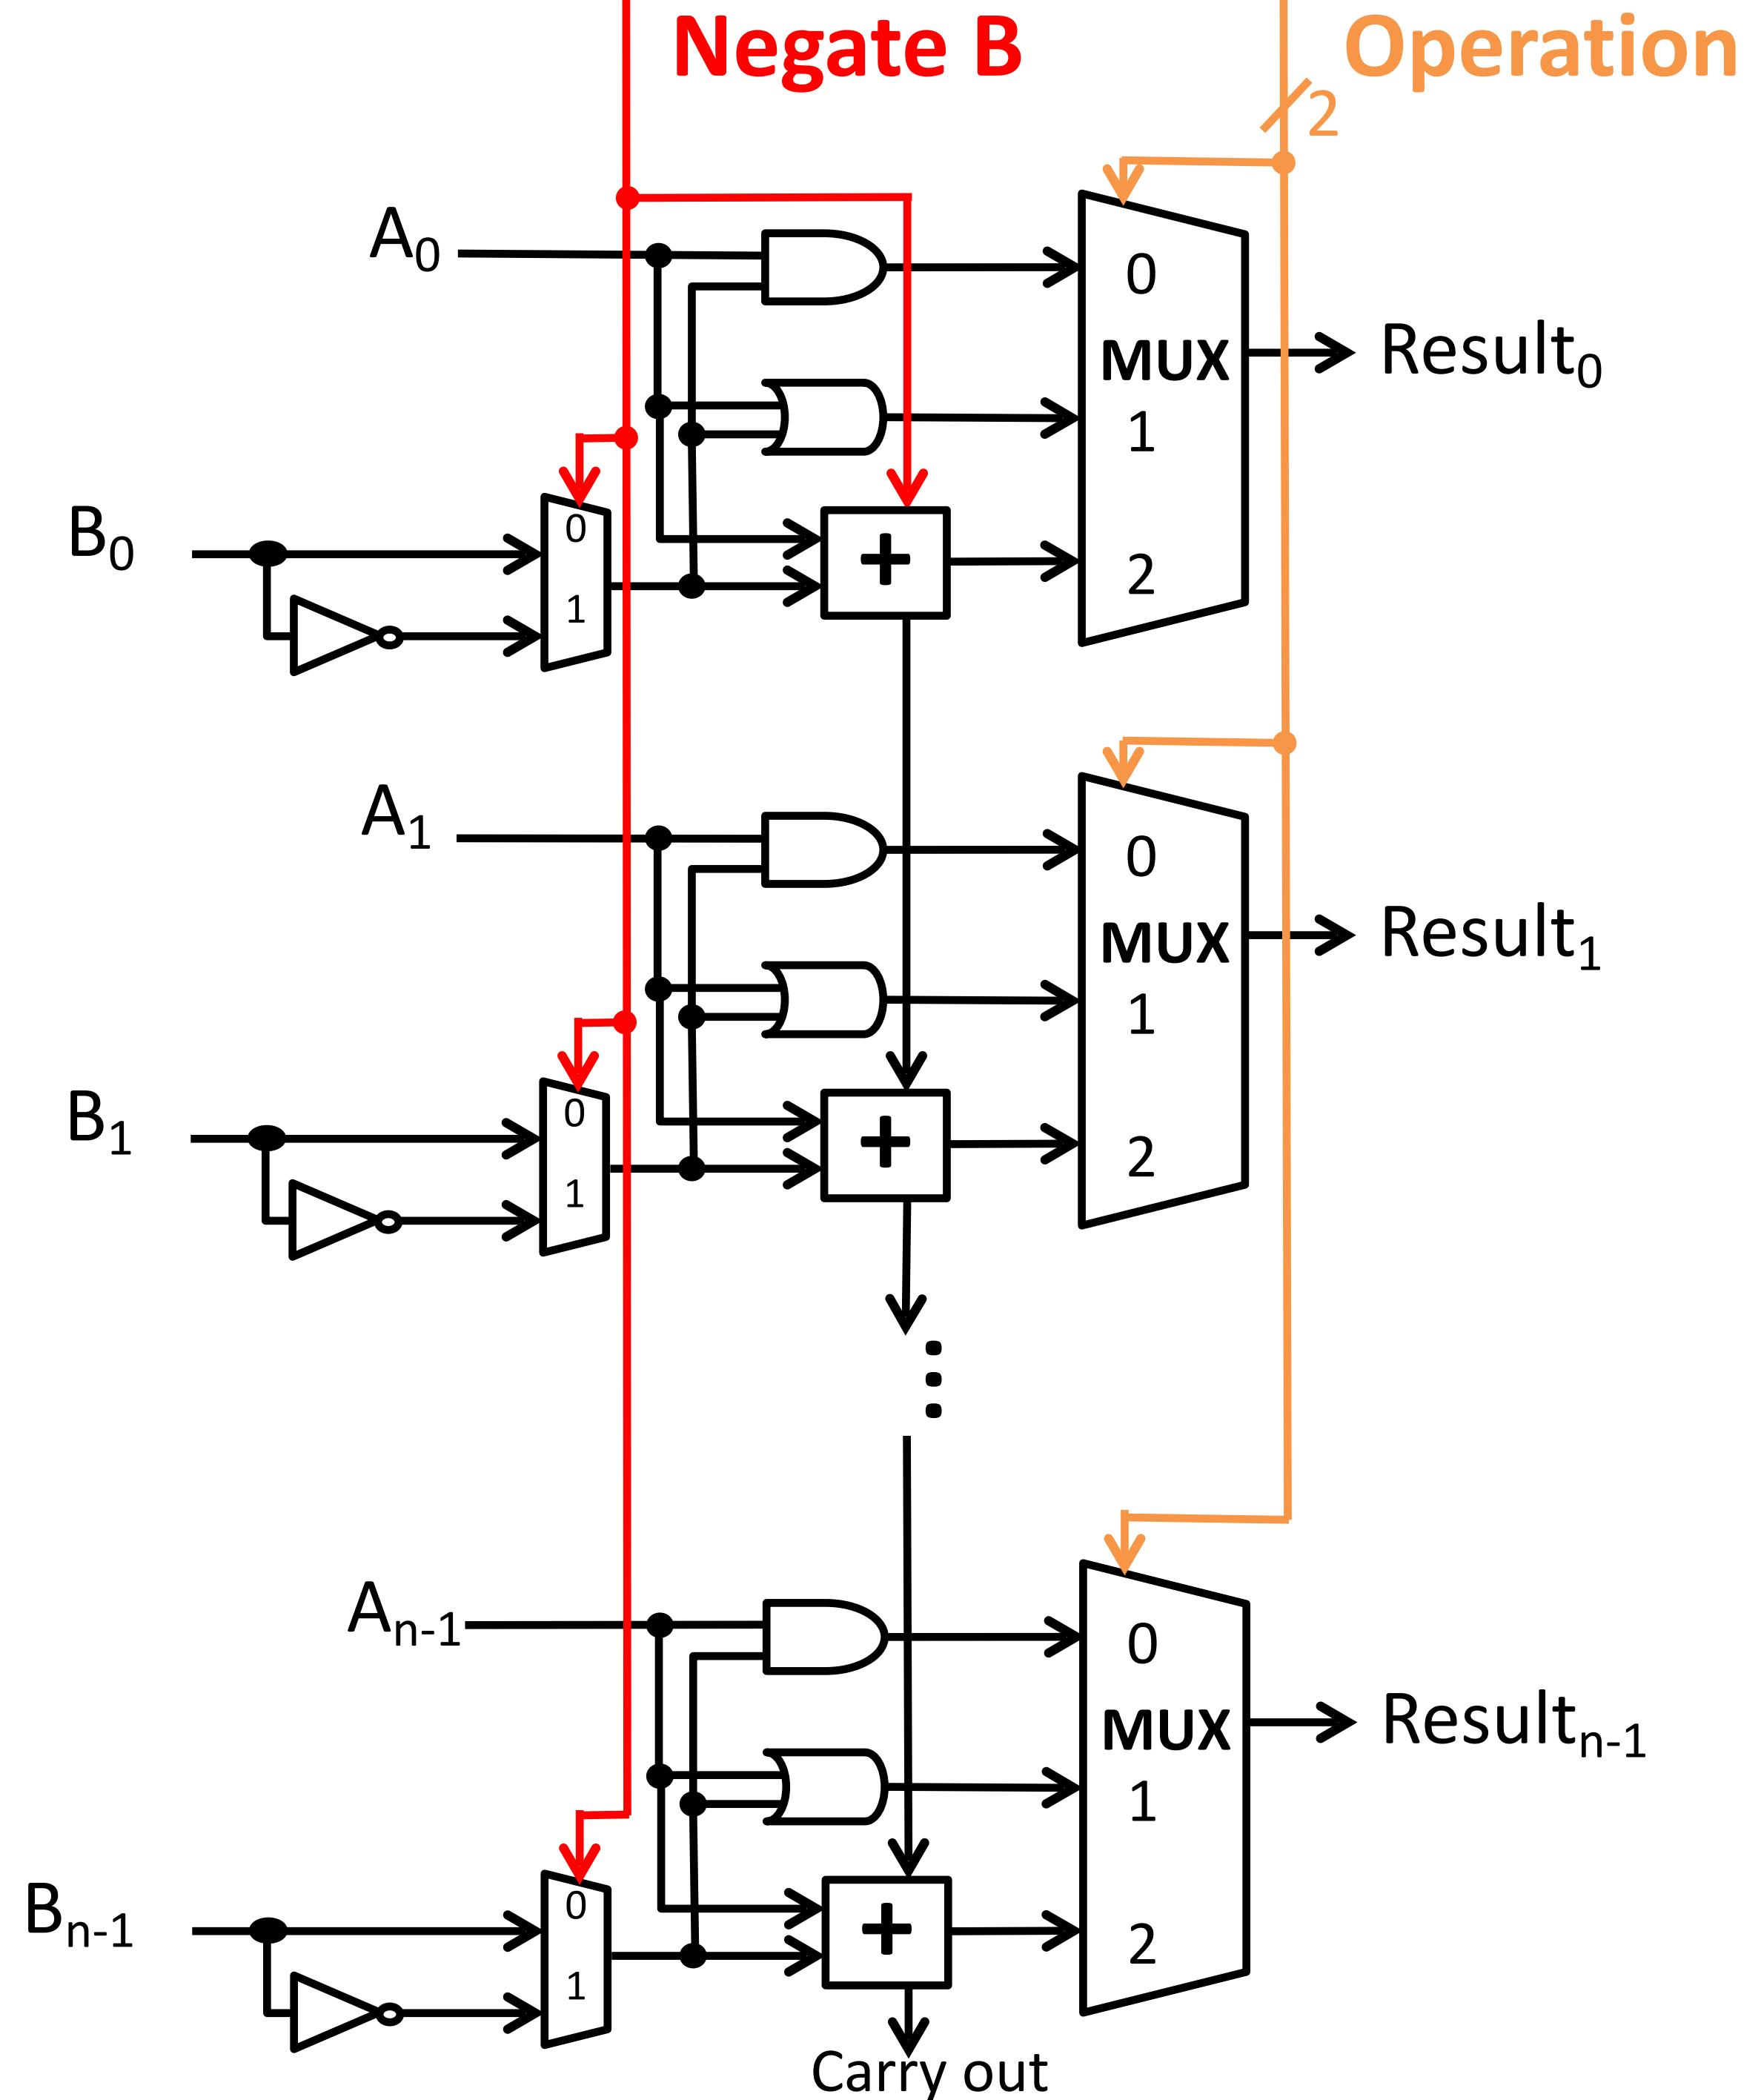 Negate B
Operation
2
A0
0
MUX
Result0
1
B0
0
+
2
1
A1
0
MUX
Result1
1
B1
0
+
2
1
An-1
0
MUX
Resultn-1
1
Bn-1
0
+
2
1
Carry out